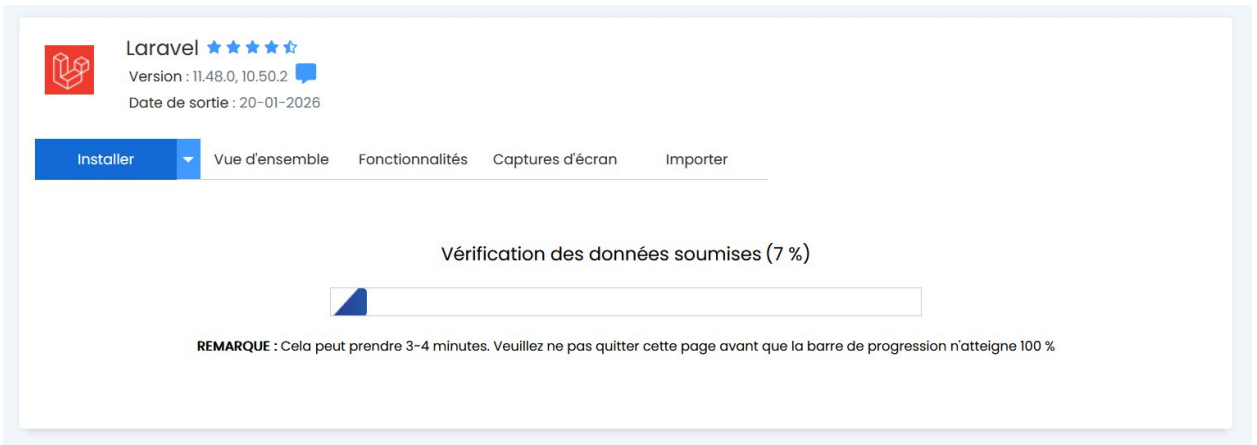 Laravel
Version : 11.48.0, 10.50.2
Date de sortie : 20-01-2026
Installer Vue d'ensemble Fonctionnalités Captures d'écran Importer
Vérification des données soumises (7 %)
REMARQUE : Cela peut prendre 3-4 minutes. Veuillez ne pas quitter cette page avant que la barre de progression n'atteigne 100 %